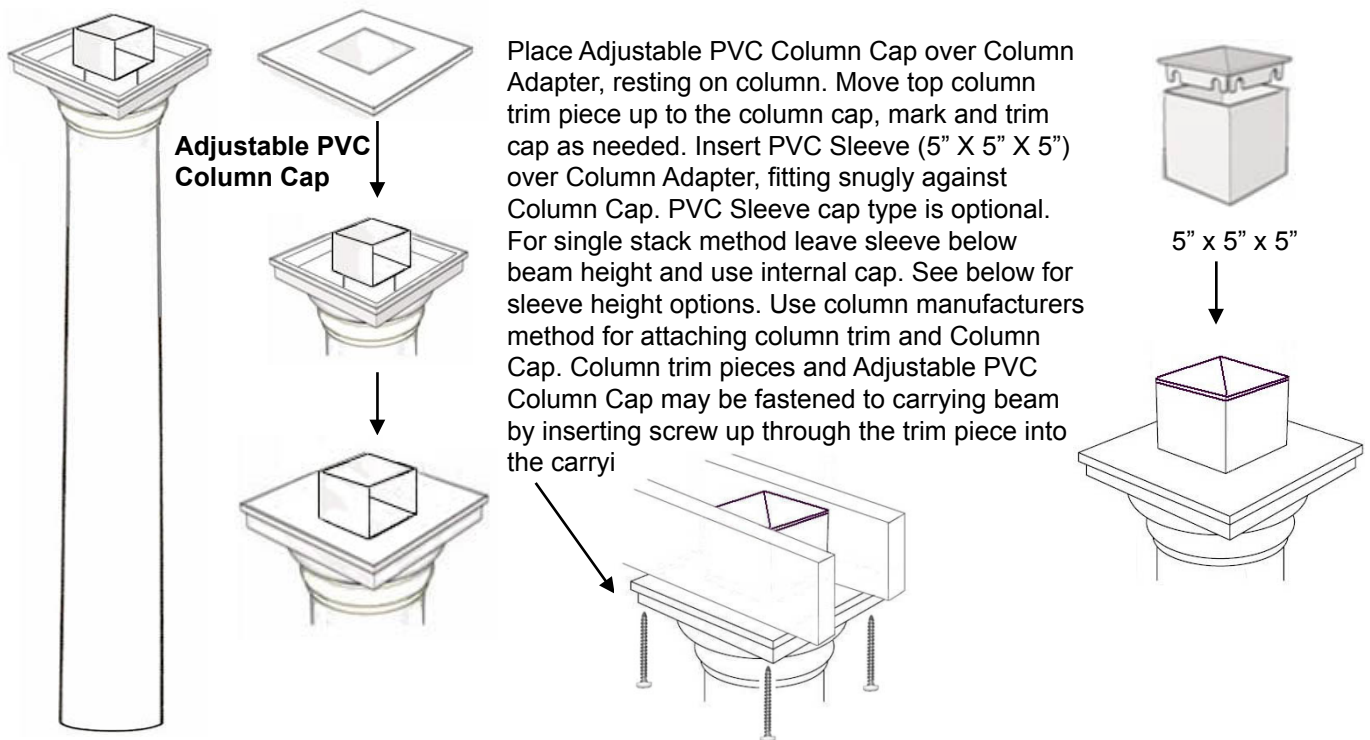 Adjustable PVC
Column Cap
Place Adjustable PVC Column Cap over Column
Adapter, resting on column. Move top column
trim piece up to the column cap, mark and trim
cap as needed. Insert PVC Sleeve (5” X 5” X 5”)
over Column Adapter, fitting snugly against
Column Cap. PVC Sleeve cap type is optional.
For single stack method leave sleeve below
beam height and use internal cap. See below for
sleeve height options. Use column manufacturers
method for attaching column trim and Column
Cap. Column trim pieces and Adjustable PVC
Column Cap may be fastened to carrying beam
by inserting screw up through the trim piece into
the carryi
5” x 5” x 5”